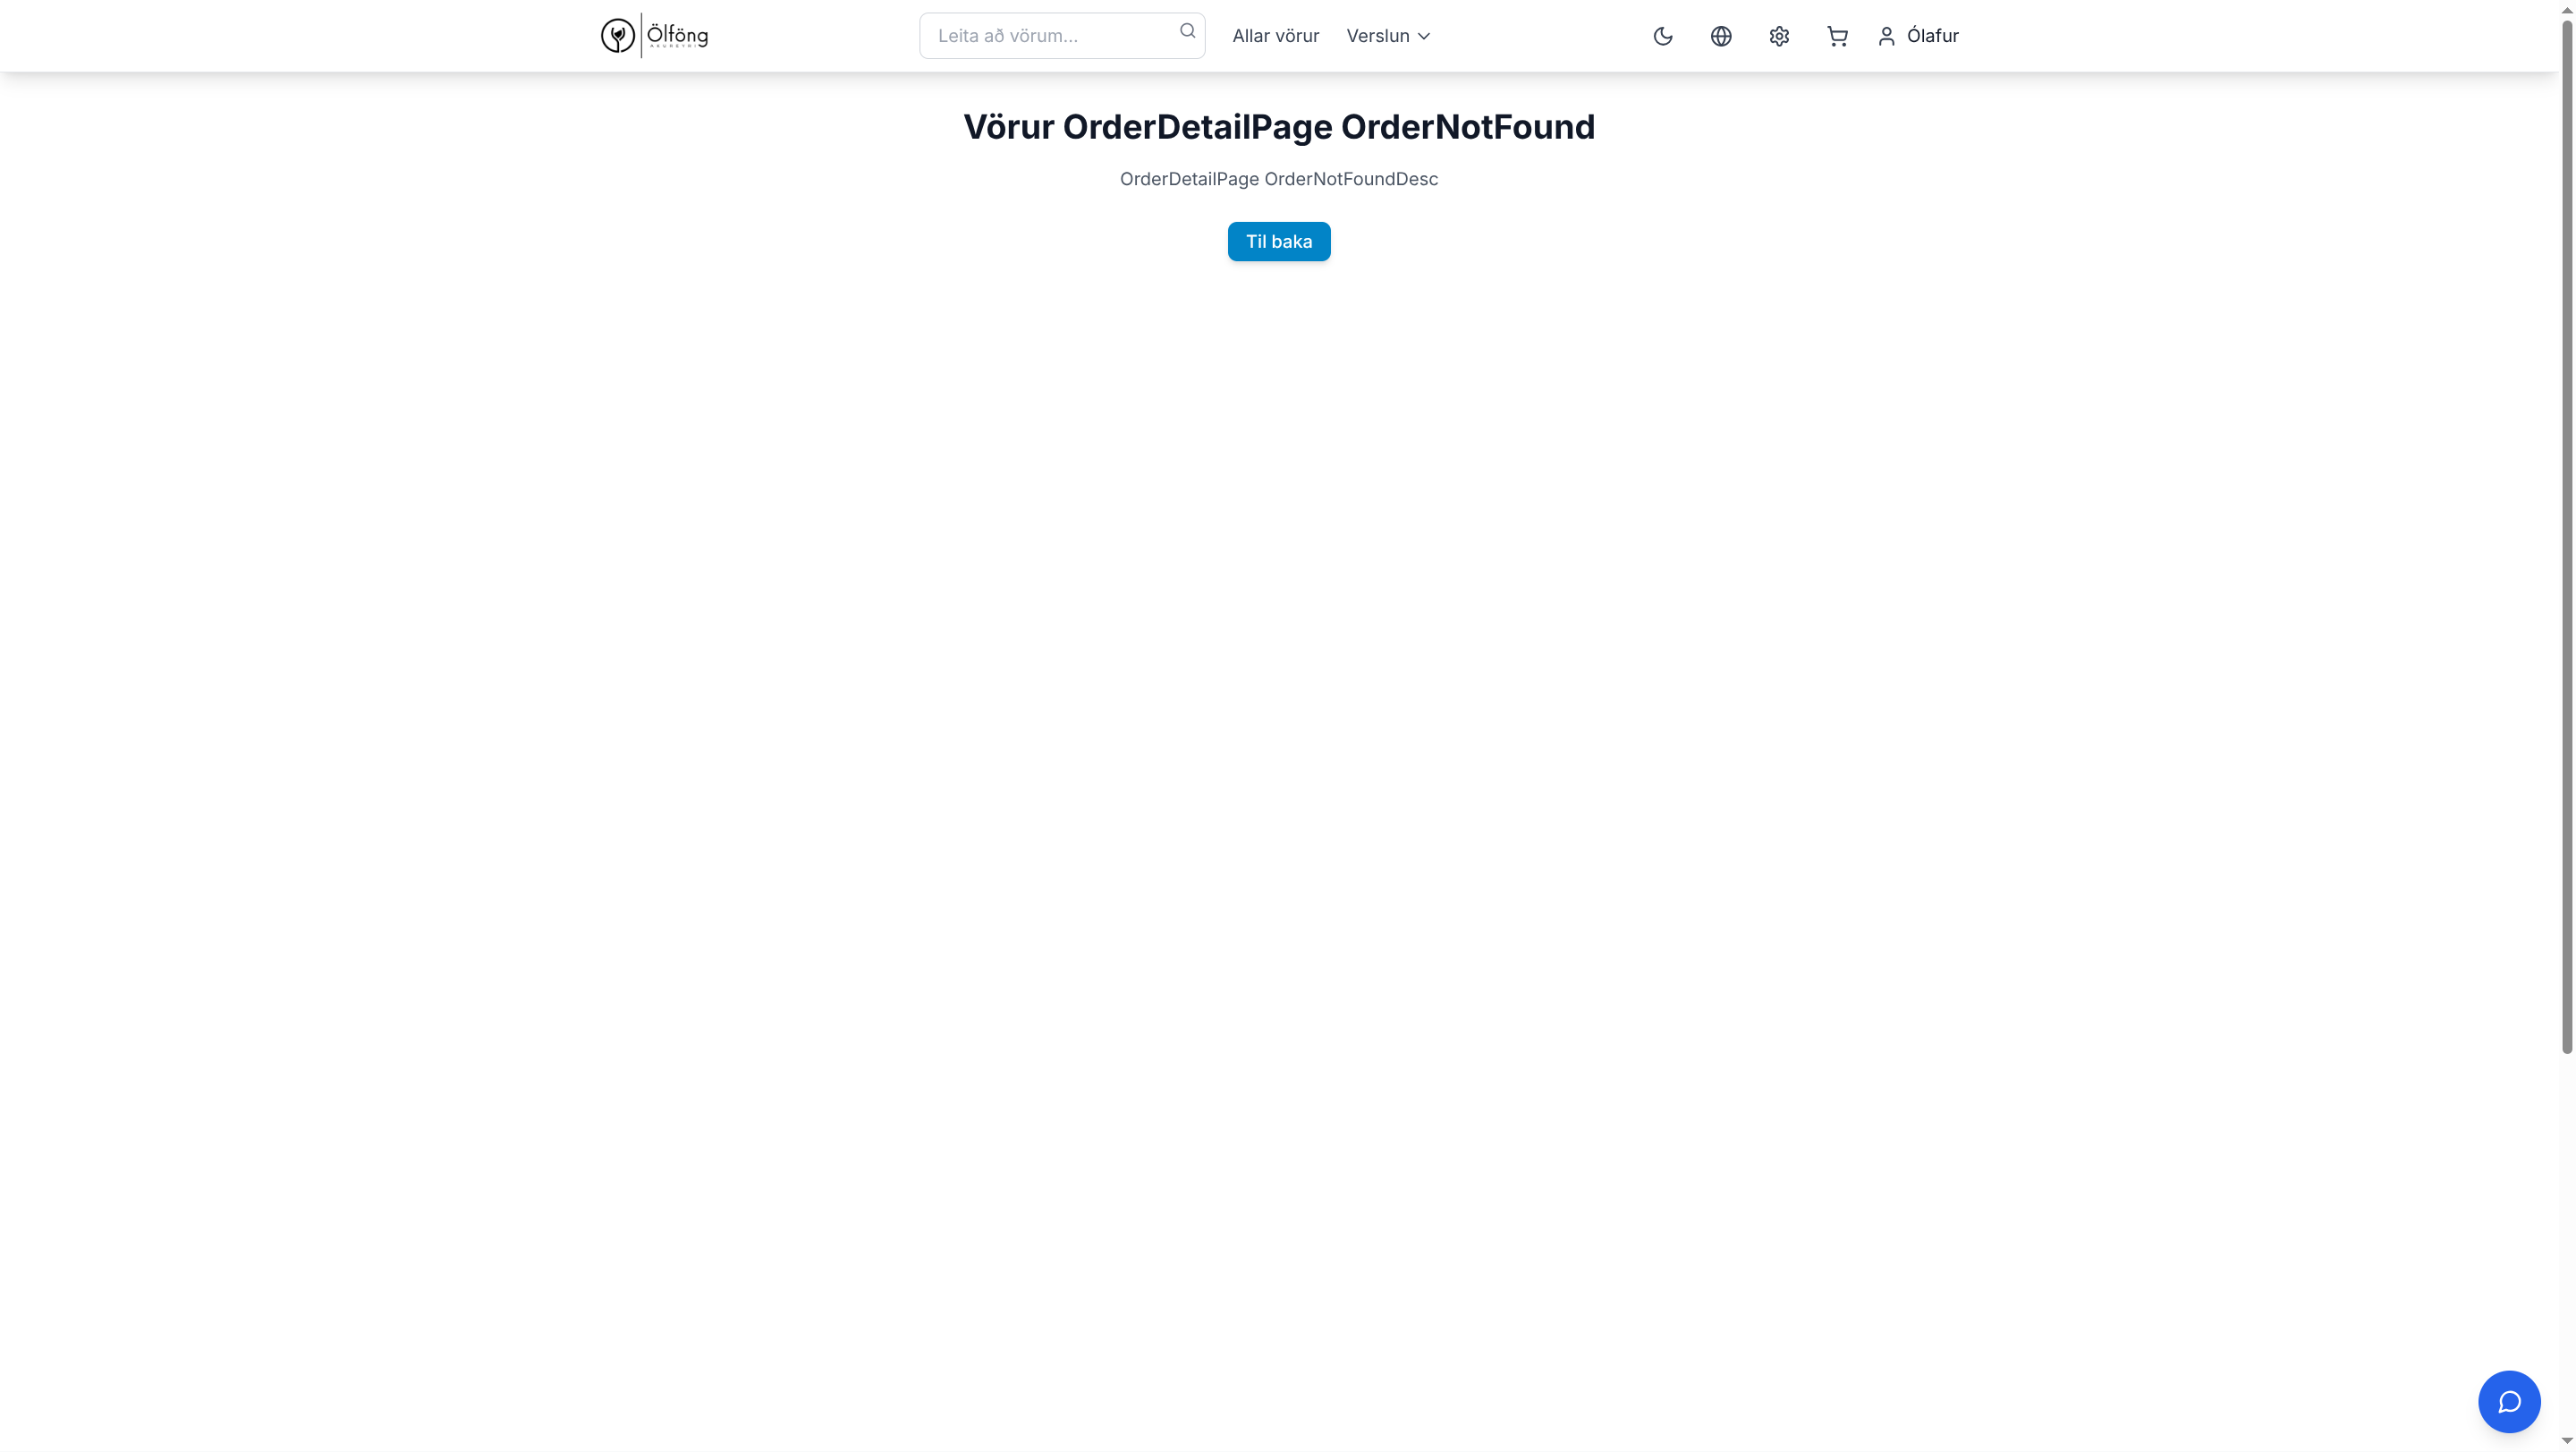 Ölföng
AKUREYRI
Leita að vörum...
Allar vörur
Verslun
Ólafur
Vörur OrderDetailPage OrderNotFound
OrderDetailPage OrderNotFoundDesc
Til baka